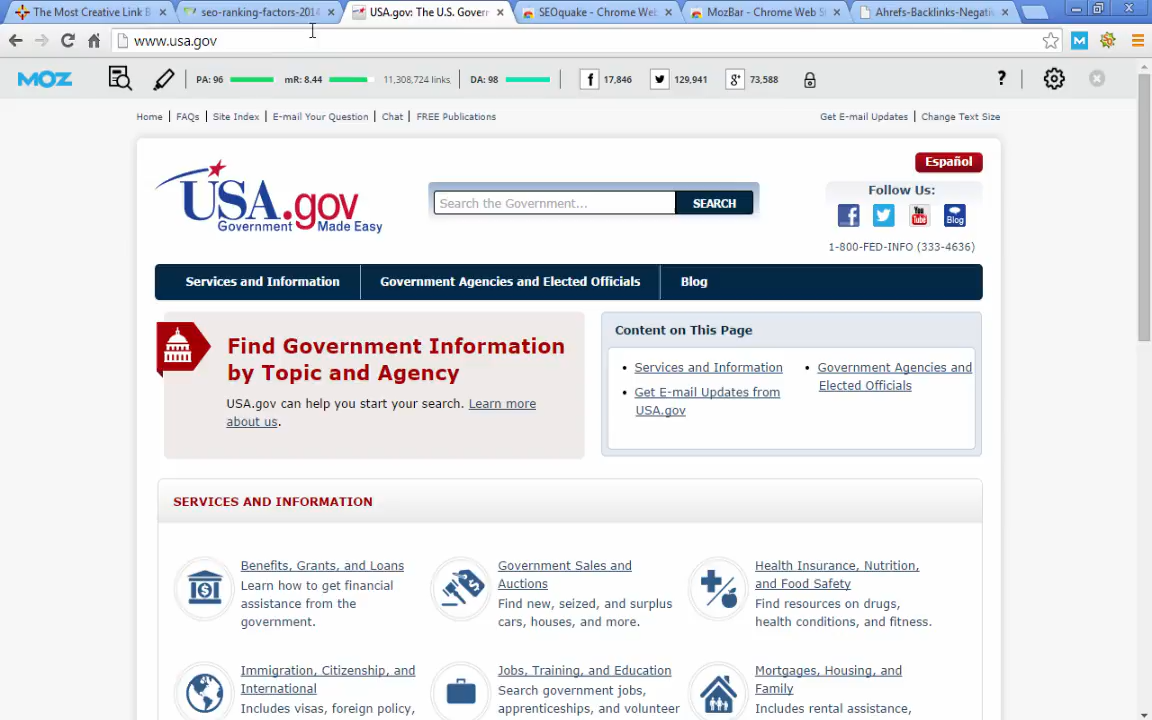 The Most Creative Link B
seo-ranking-factors-2014
USA.gov: The U.S. Govern
SEOquake - Chrome Web
MozBar - Chrome Web St
Ahrefs-Backlinks-Negativ
www.usa.gov
M
MOZ
PA: 96
mR: 8.44
11,308,724 links
DA: 98
17,846
129,941
73,588
?
Home | FAQs | Site Index | E-mail Your Question | Chat | FREE Publications
Get E-mail Updates | Change Text Size
Español
USA.gov
Government Made Easy
Search the Government...
SEARCH
Follow Us:
You Tube
Blog
1-800-FED-INFO (333-4636)
Services and Information
Government Agencies and Elected Officials
Blog
Find Government Information
by Topic and Agency
USA.gov can help you start your search. Learn more
about us.
Content on This Page
• Services and Information
• Get E-mail Updates from
USA.gov
• Government Agencies and
Elected Officials
SERVICES AND INFORMATION
Benefits, Grants, and Loans
Learn how to get financial
assistance from the
government.
Government Sales and
Auctions
Find new, seized, and surplus
cars, houses, and more.
Health Insurance, Nutrition,
and Food Safety
Find resources on drugs,
health conditions, and fitness.
Immigration, Citizenship, and
International
Includes visas, foreign policy,
Jobs, Training, and Education
Search government jobs,
apprenticeships, and volunteer
Mortgages, Housing, and
Family
Includes rental assistance,